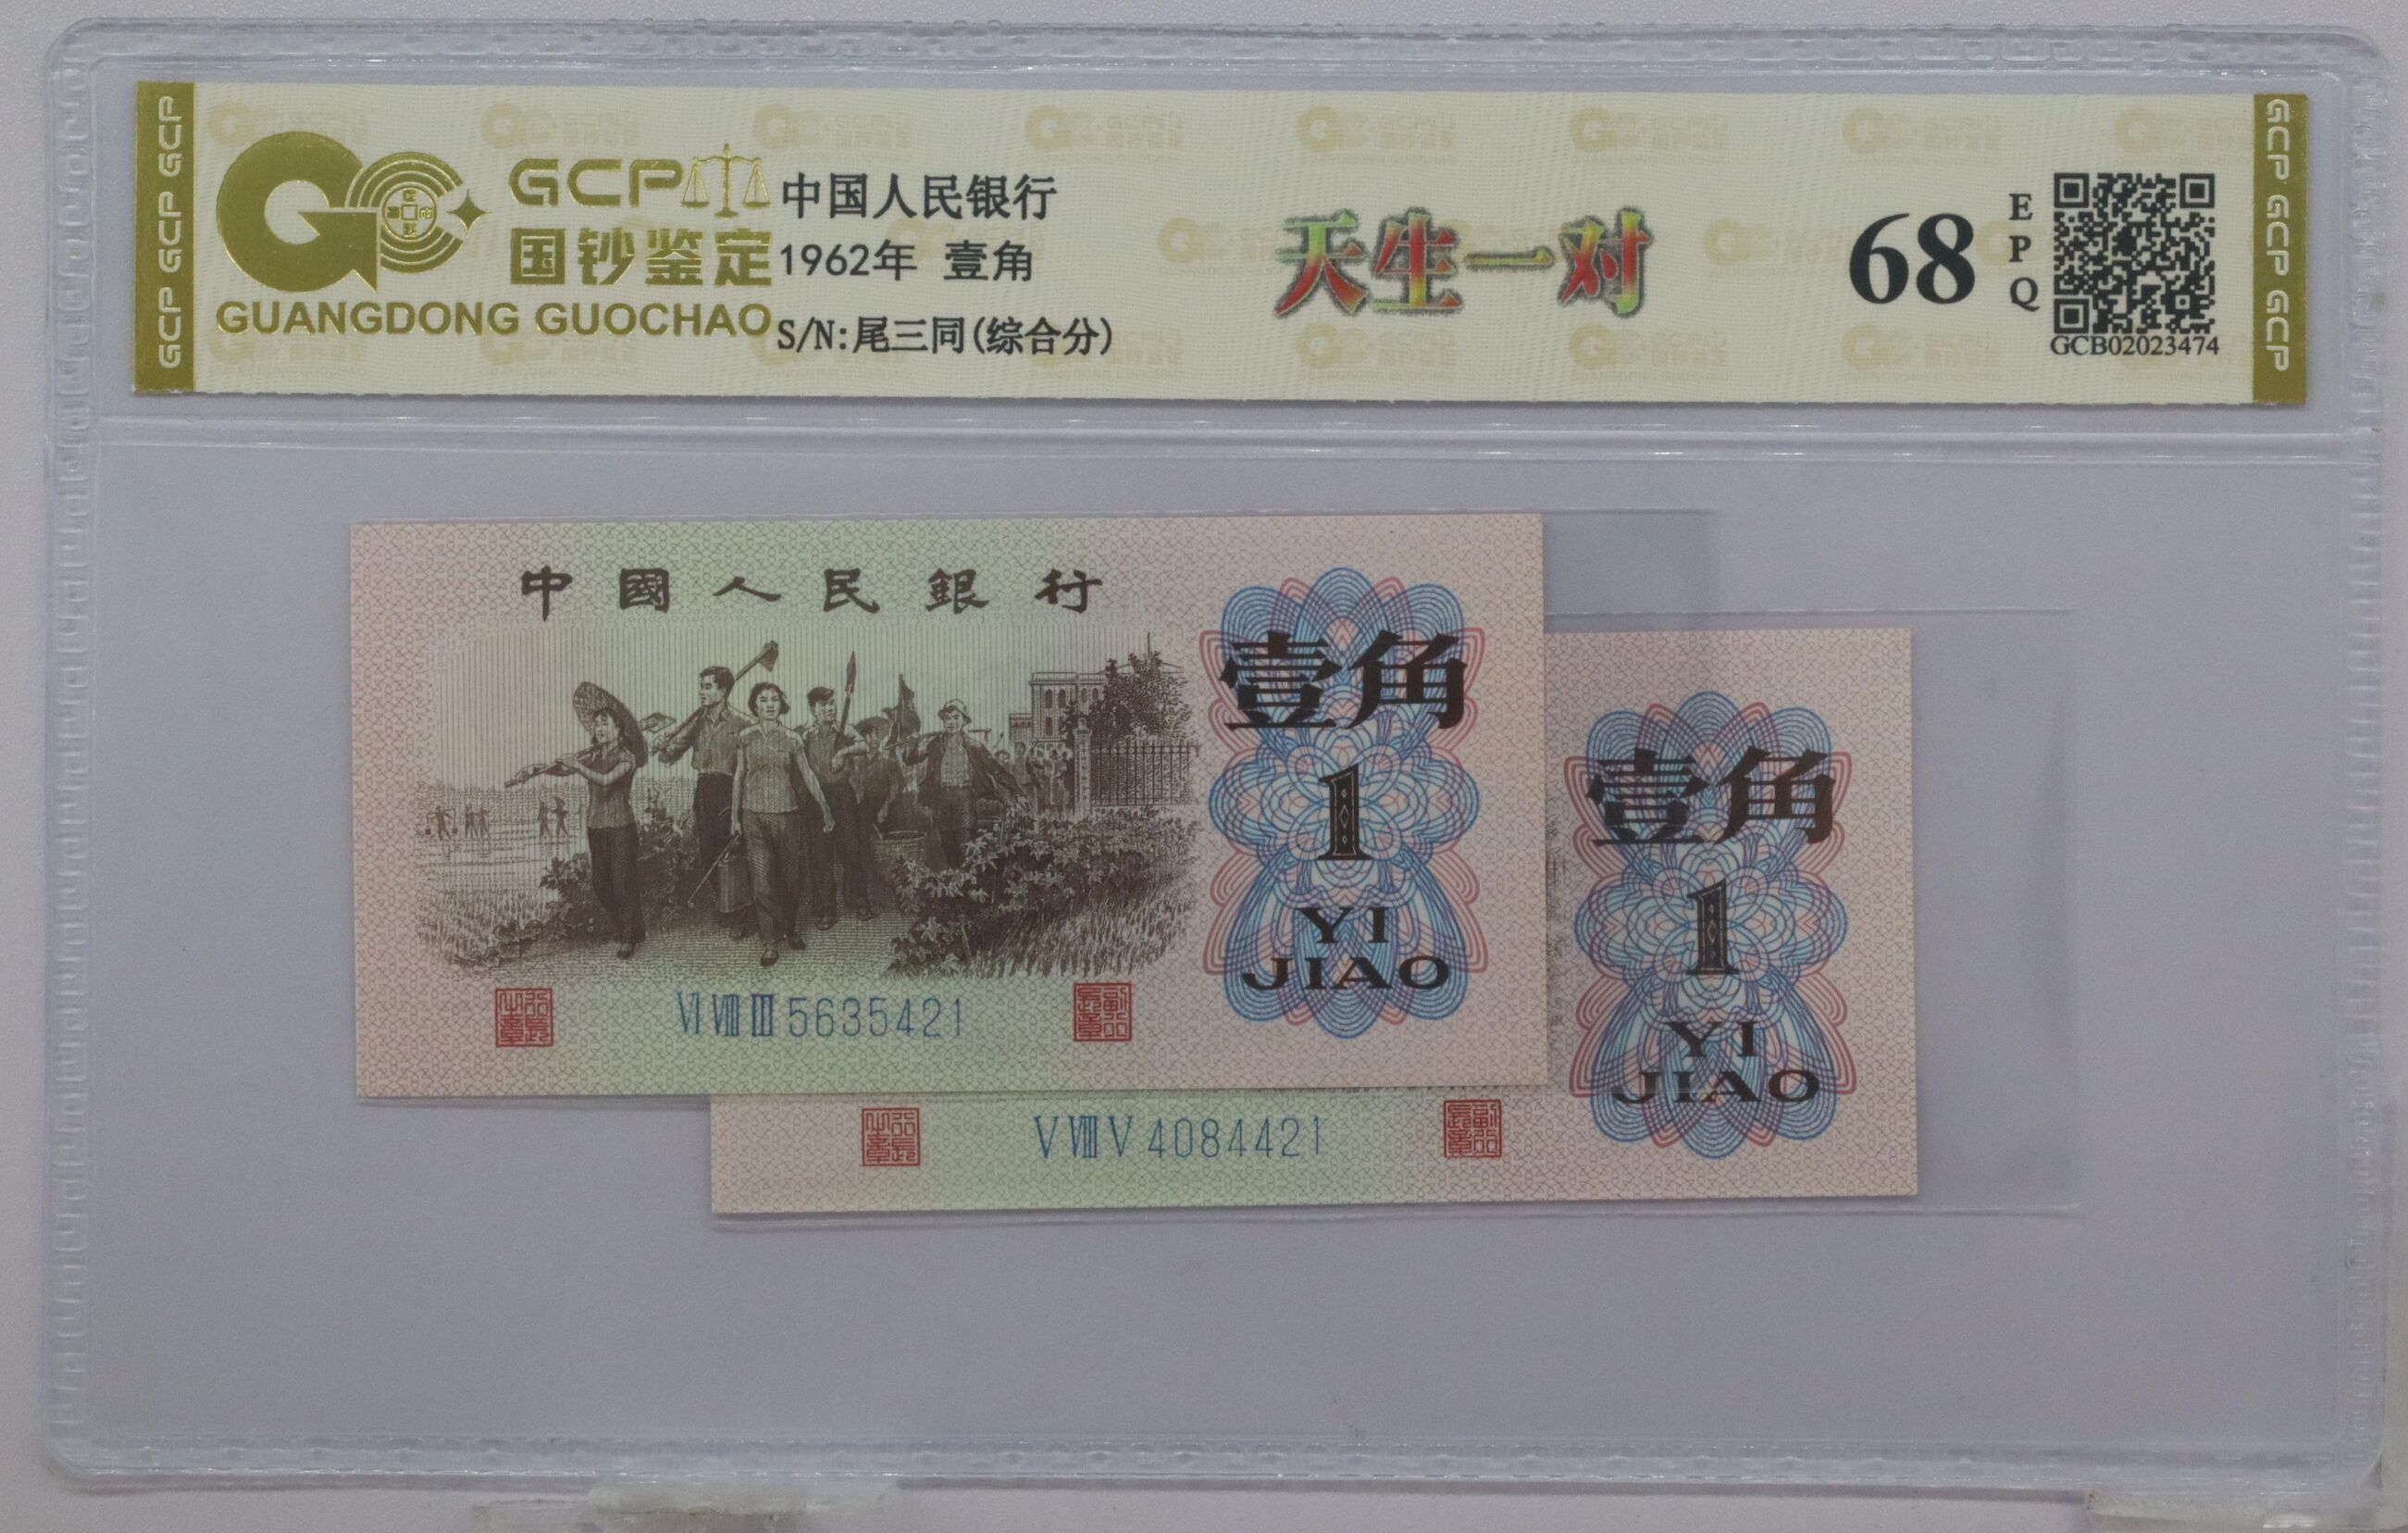 GCP GCP GCP
GCP
国钞鉴定
GUANGDONG GUOCHAO
中国人民银行
1962年 壹角
S/N:尾三同(综合分)
天生一对
68
EPQ
GCB02023474
GCP GCP GCP
中國人民銀行
壹角
1
YI
JIAO
VI VIII III 5635421
壹角
1
YI
JIAO
V VIII V 4084421